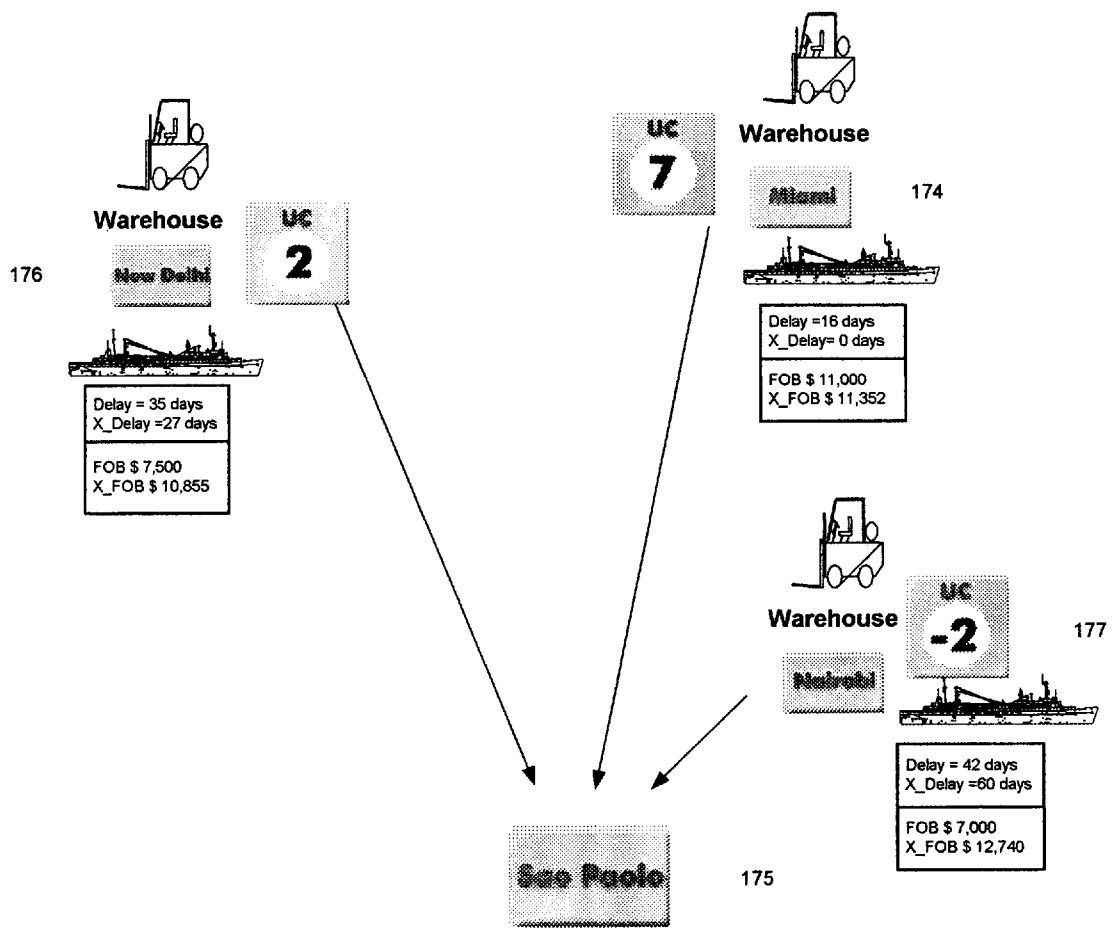 UC
7
Warehouse
Miami
174
Delay =16 days
X_Delay= 0 days
FOB $ 11,000
X_FOB $ 11,352
Warehouse
UC
2
176
New Delhi
Delay = 35 days
X_Delay =27 days
FOB $ 7,500
X_FOB $ 10,855
Warehouse
UC
-2
177
Nairobi
Delay = 42 days
X_Delay =60 days
FOB $ 7,000
X_FOB $ 12,740
Sao Paolo
175